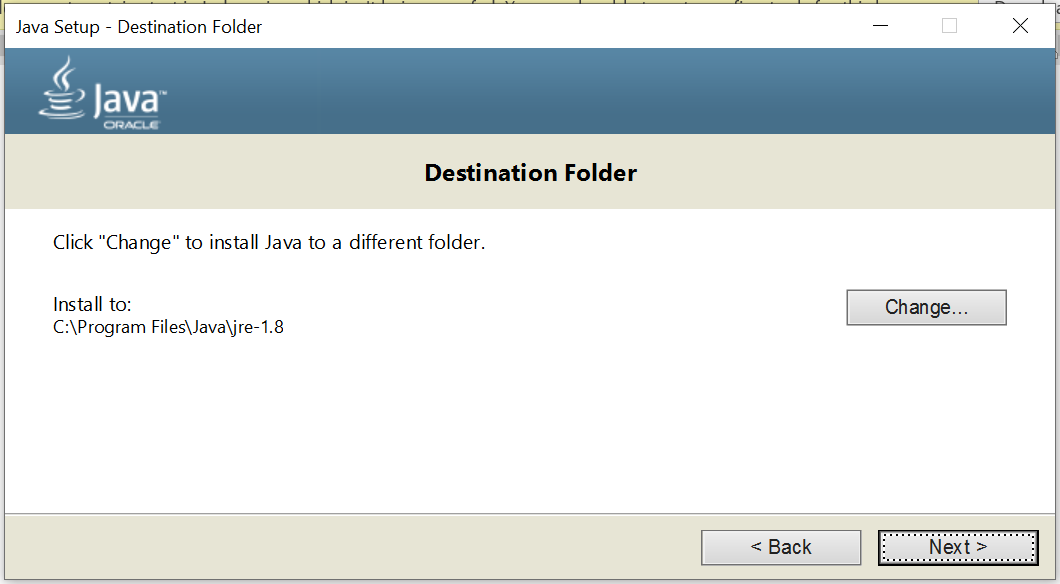 Java Setup - Destination Folder
Java™
ORACLE
Destination Folder
Click "Change" to install Java to a different folder.
Install to:
C:\Program Files\Java\jre-1.8
Change...
< Back
Next >